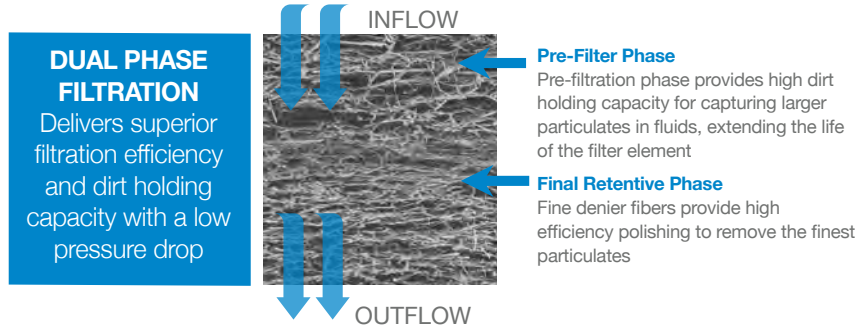 INFLOW
DUAL PHASE
FILTRATION
Delivers superior
filtration efficiency
and dirt holding
capacity with a low
pressure drop
Pre-Filter Phase
Pre-filtration phase provides high dirt
holding capacity for capturing larger
particulates in fluids, extending the life
of the filter element
Final Retentive Phase
Fine denier fibers provide high
efficiency polishing to remove the finest
particulates
OUTFLOW